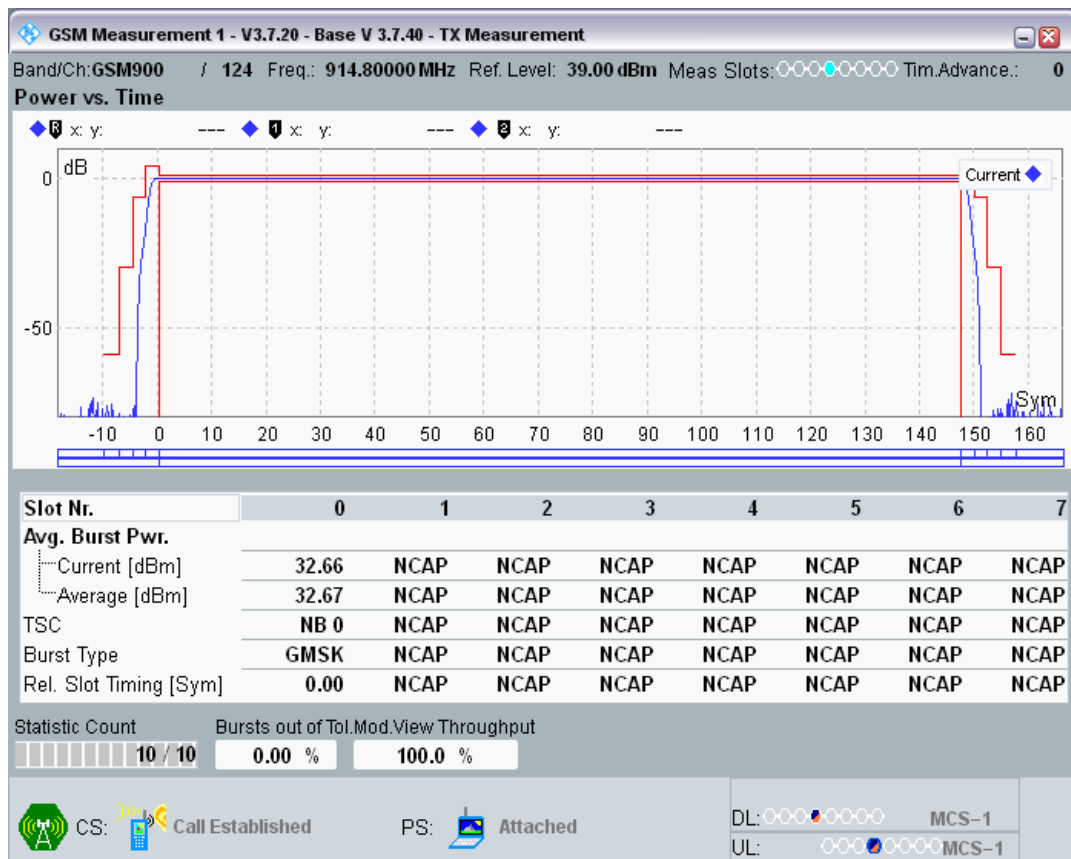 GSM Measurement 1 - V3.7.20 - Base V 3.7.40 - TX Measurement
Band/Ch:GSM900 / 124 Freq.: 914.80000 MHz Ref. Level: 39.00 dBm Meas Slots: Tim.Advance.: 0
Power vs. Time
R x: y: --- 1 x: y: --- 2 x: y: ---
dB
Current
0
-50
Sym
-10 0 10 20 30 40 50 60 70 80 90 100 110 120 130 140 150 160
Slot Nr. 0 1 2 3 4 5 6 7
Avg. Burst Pwr.
Current [dBm] 32.66 NCAP NCAP NCAP NCAP NCAP NCAP NCAP
Average [dBm] 32.67 NCAP NCAP NCAP NCAP NCAP NCAP NCAP
TSC NB 0 NCAP NCAP NCAP NCAP NCAP NCAP NCAP
Burst Type GMSK NCAP NCAP NCAP NCAP NCAP NCAP NCAP
Rel. Slot Timing [Sym] 0.00 NCAP NCAP NCAP NCAP NCAP NCAP NCAP
Statistic Count Bursts out of Tol.Mod.View Throughput
10 / 10 0.00 % 100.0 %
CS: Call Established PS: Attached
DL: MCS-1
UL: MCS-1